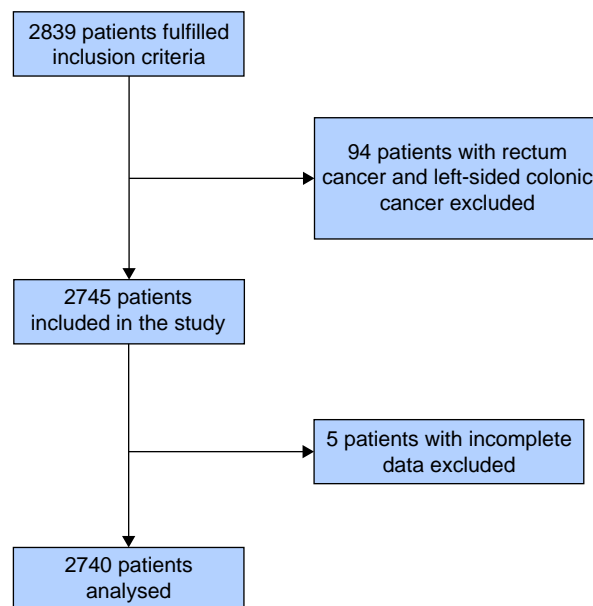 2839 patients fulfilled
inclusion criteria
94 patients with rectum
cancer and left-sided colonic
cancer excluded
2745 patients
included in the study
5 patients with incomplete
data excluded
2740 patients
analysed